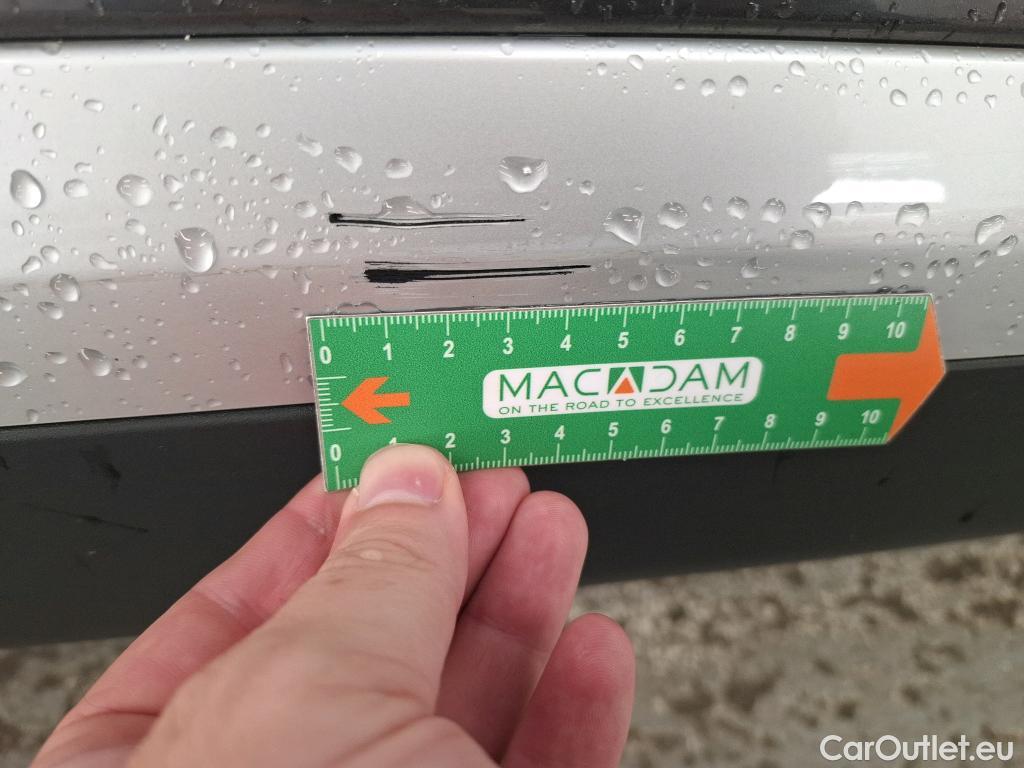 0 1 2 3 4 5 6 7 8 9 10
MACADAM
ON THE ROAD TO EXCELLENCE
0 1 2 3 4 5 6 7 8 9 10
CarOutlet.eu